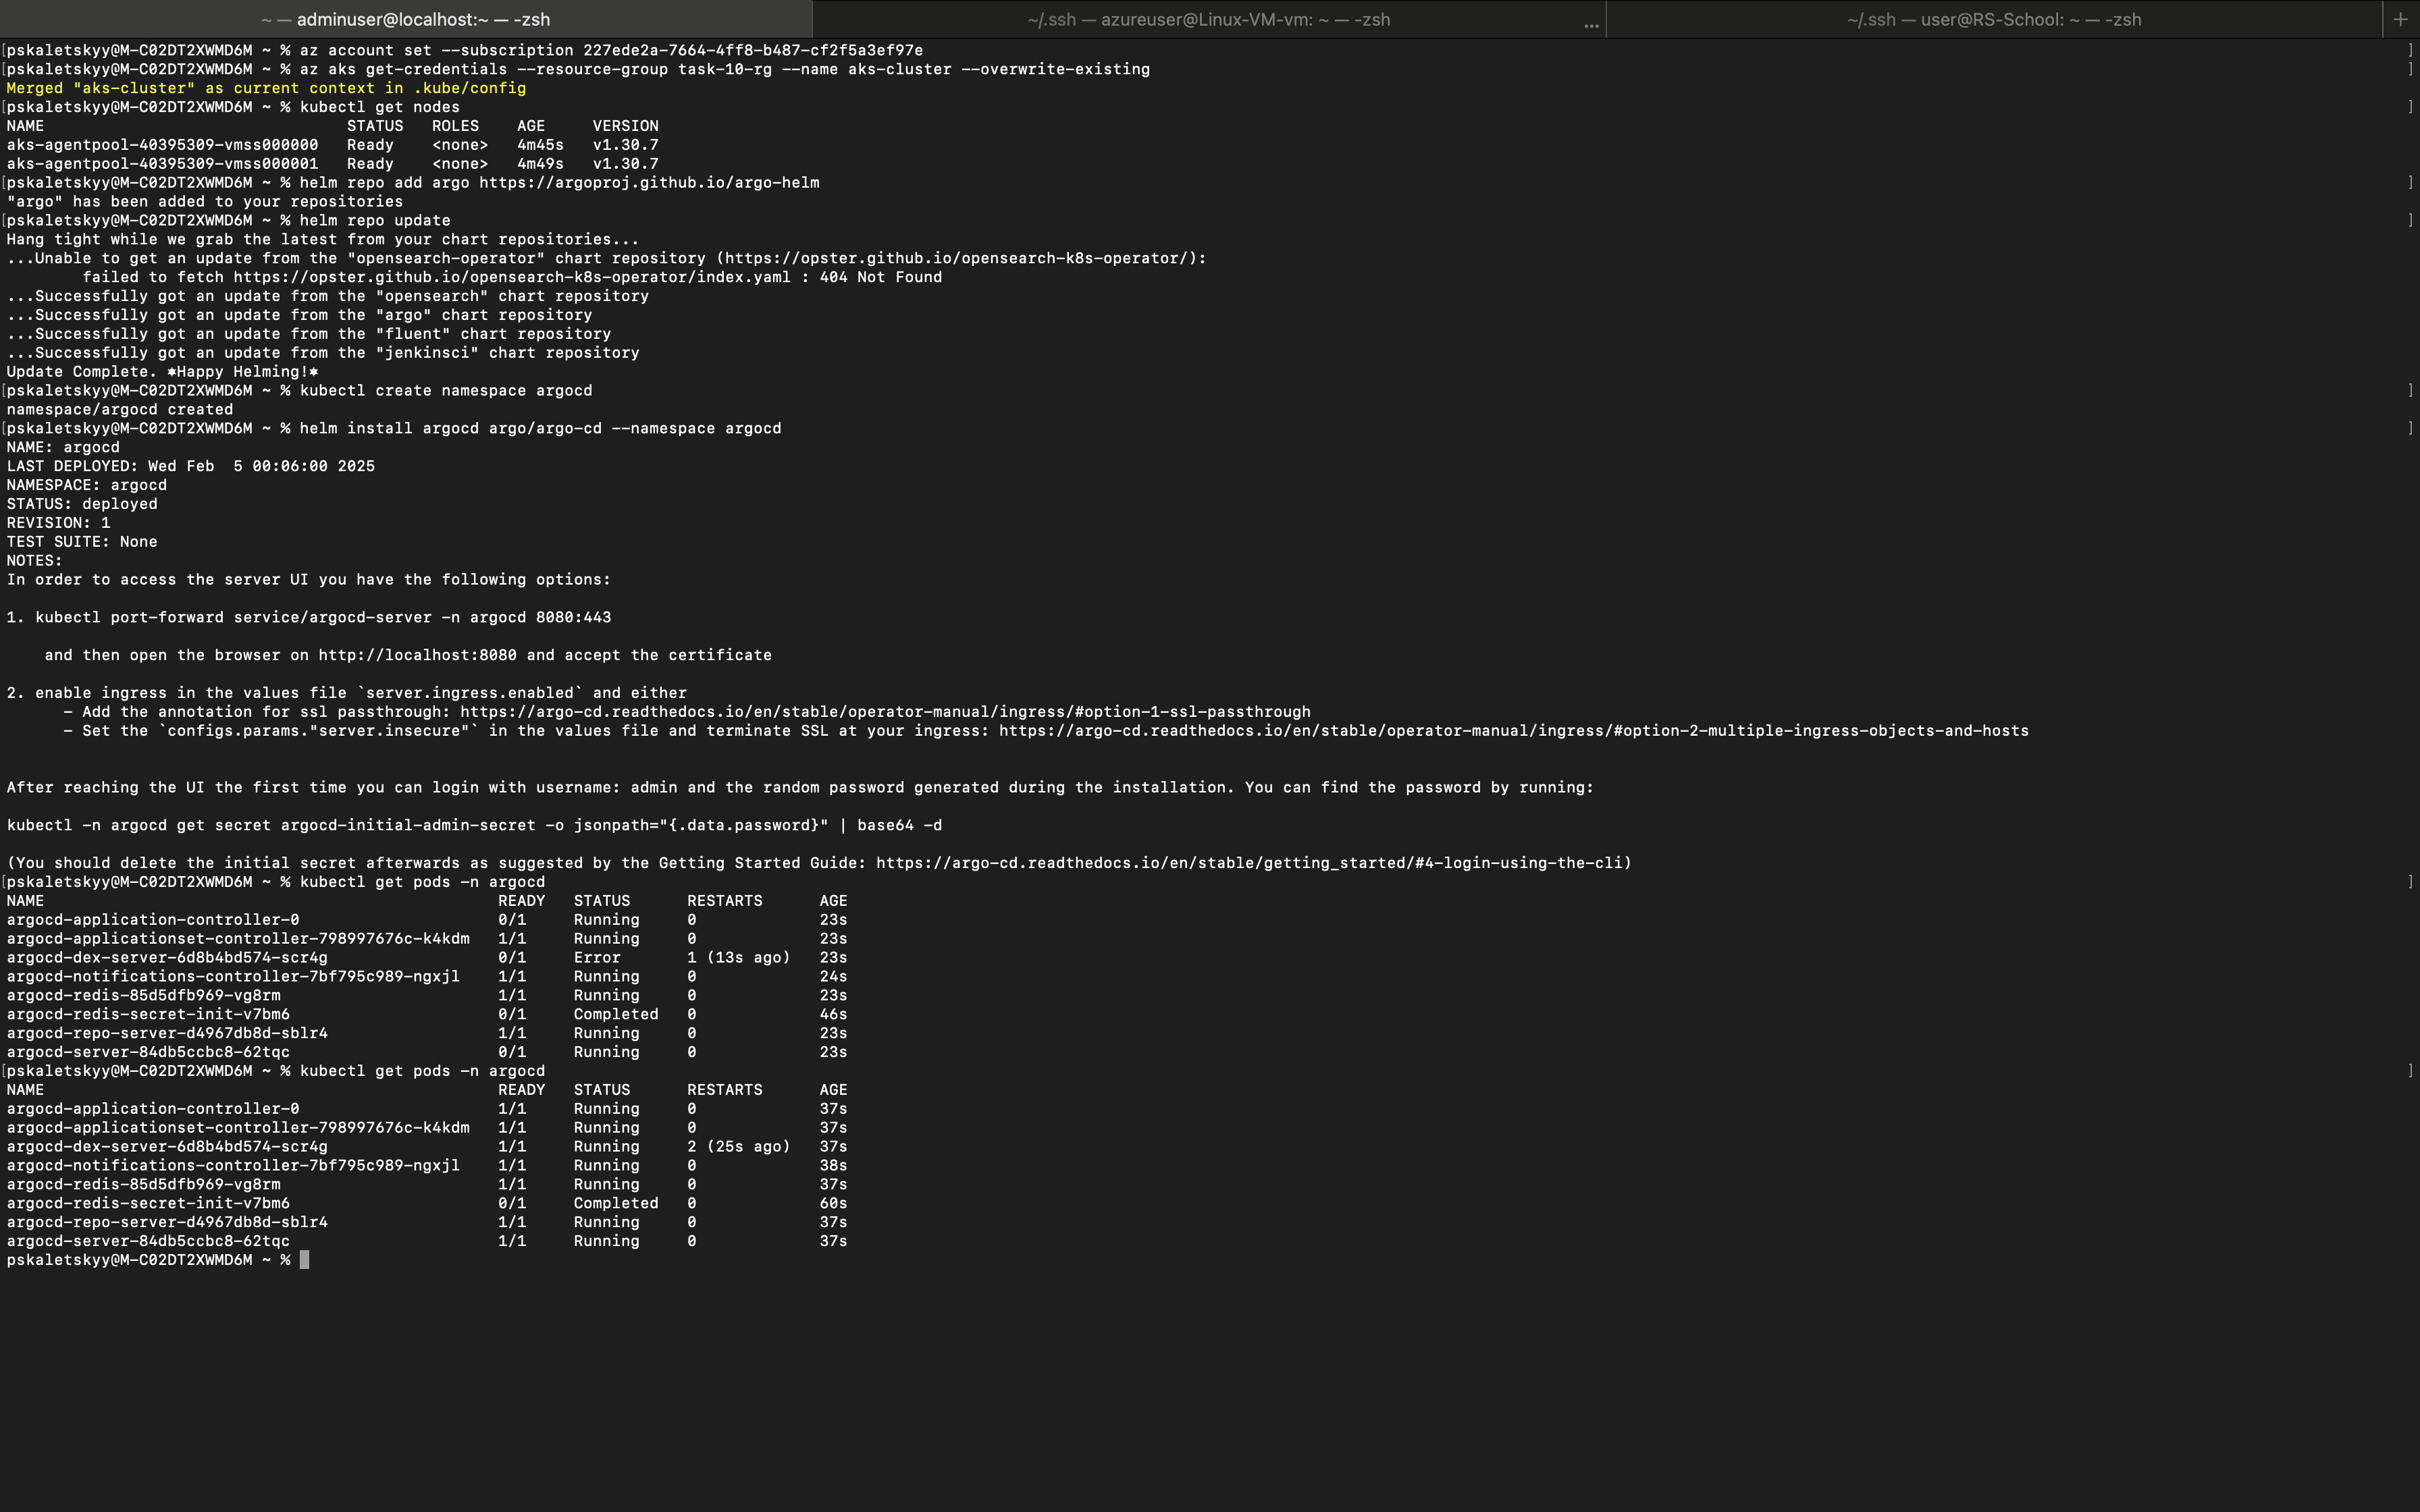 ~ — adminuser@localhost:~ — -zsh
~/.ssh — azureuser@Linux-VM-vm: ~ — -zsh ...
~/.ssh — user@RS-School: ~ — -zsh +
[pskaletskyy@M-C02DT2XWMD6M ~ % az account set --subscription 227ede2a-7664-4ff8-b487-cf2f5a3ef97e ]
[pskaletskyy@M-C02DT2XWMD6M ~ % az aks get-credentials --resource-group task-10-rg --name aks-cluster --overwrite-existing ]
Merged "aks-cluster" as current context in .kube/config
[pskaletskyy@M-C02DT2XWMD6M ~ % kubectl get nodes ]
NAME STATUS ROLES AGE VERSION
aks-agentpool-40395309-vmss000000 Ready <none> 4m45s v1.30.7
aks-agentpool-40395309-vmss000001 Ready <none> 4m49s v1.30.7
[pskaletskyy@M-C02DT2XWMD6M ~ % helm repo add argo https://argoproj.github.io/argo-helm ]
"argo" has been added to your repositories
[pskaletskyy@M-C02DT2XWMD6M ~ % helm repo update ]
Hang tight while we grab the latest from your chart repositories...
...Unable to get an update from the "opensearch-operator" chart repository (https://opster.github.io/opensearch-k8s-operator/):
failed to fetch https://opster.github.io/opensearch-k8s-operator/index.yaml : 404 Not Found
...Successfully got an update from the "opensearch" chart repository
...Successfully got an update from the "argo" chart repository
...Successfully got an update from the "fluent" chart repository
...Successfully got an update from the "jenkinsci" chart repository
Update Complete. ⎈Happy Helming!⎈
[pskaletskyy@M-C02DT2XWMD6M ~ % kubectl create namespace argocd ]
namespace/argocd created
[pskaletskyy@M-C02DT2XWMD6M ~ % helm install argocd argo/argo-cd --namespace argocd ]
NAME: argocd
LAST DEPLOYED: Wed Feb  5 00:06:00 2025
NAMESPACE: argocd
STATUS: deployed
REVISION: 1
TEST SUITE: None
NOTES:
In order to access the server UI you have the following options:
1. kubectl port-forward service/argocd-server -n argocd 8080:443
and then open the browser on http://localhost:8080 and accept the certificate
2. enable ingress in the values file `server.ingress.enabled` and either
- Add the annotation for ssl passthrough: https://argo-cd.readthedocs.io/en/stable/operator-manual/ingress/#option-1-ssl-passthrough
- Set the `configs.params."server.insecure"` in the values file and terminate SSL at your ingress: https://argo-cd.readthedocs.io/en/stable/operator-manual/ingress/#option-2-multiple-ingress-objects-and-hosts
After reaching the UI the first time you can login with username: admin and the random password generated during the installation. You can find the password by running:
kubectl -n argocd get secret argocd-initial-admin-secret -o jsonpath="{.data.password}" | base64 -d
(You should delete the initial secret afterwards as suggested by the Getting Started Guide: https://argo-cd.readthedocs.io/en/stable/getting_started/#4-login-using-the-cli)
[pskaletskyy@M-C02DT2XWMD6M ~ % kubectl get pods -n argocd ]
NAME READY STATUS RESTARTS AGE
argocd-application-controller-0 0/1 Running 0 23s
argocd-applicationset-controller-798997676c-k4kdm 1/1 Running 0 23s
argocd-dex-server-6d8b4bd574-scr4g 0/1 Error 1 (13s ago) 23s
argocd-notifications-controller-7bf795c989-ngxjl 1/1 Running 0 24s
argocd-redis-85d5dfb969-vg8rm 1/1 Running 0 23s
argocd-redis-secret-init-v7bm6 0/1 Completed 0 46s
argocd-repo-server-d4967db8d-sblr4 1/1 Running 0 23s
argocd-server-84db5ccbc8-62tqc 0/1 Running 0 23s
[pskaletskyy@M-C02DT2XWMD6M ~ % kubectl get pods -n argocd ]
NAME READY STATUS RESTARTS AGE
argocd-application-controller-0 1/1 Running 0 37s
argocd-applicationset-controller-798997676c-k4kdm 1/1 Running 0 37s
argocd-dex-server-6d8b4bd574-scr4g 1/1 Running 2 (25s ago) 37s
argocd-notifications-controller-7bf795c989-ngxjl 1/1 Running 0 38s
argocd-redis-85d5dfb969-vg8rm 1/1 Running 0 37s
argocd-redis-secret-init-v7bm6 0/1 Completed 0 60s
argocd-repo-server-d4967db8d-sblr4 1/1 Running 0 37s
argocd-server-84db5ccbc8-62tqc 1/1 Running 0 37s
pskaletskyy@M-C02DT2XWMD6M ~ %